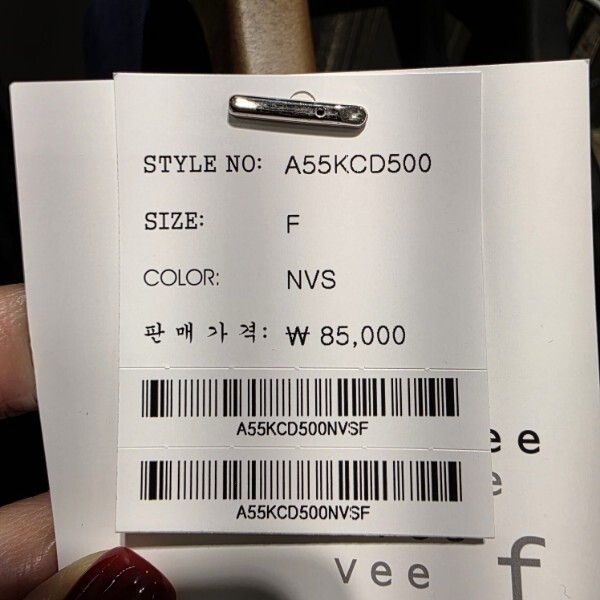 STYLE NO: A55KCD500
SIZE: F
COLOR: NVS
판매가격: ₩ 85,000
A55KCD500NVSF
A55KCD500NVSF
vee f